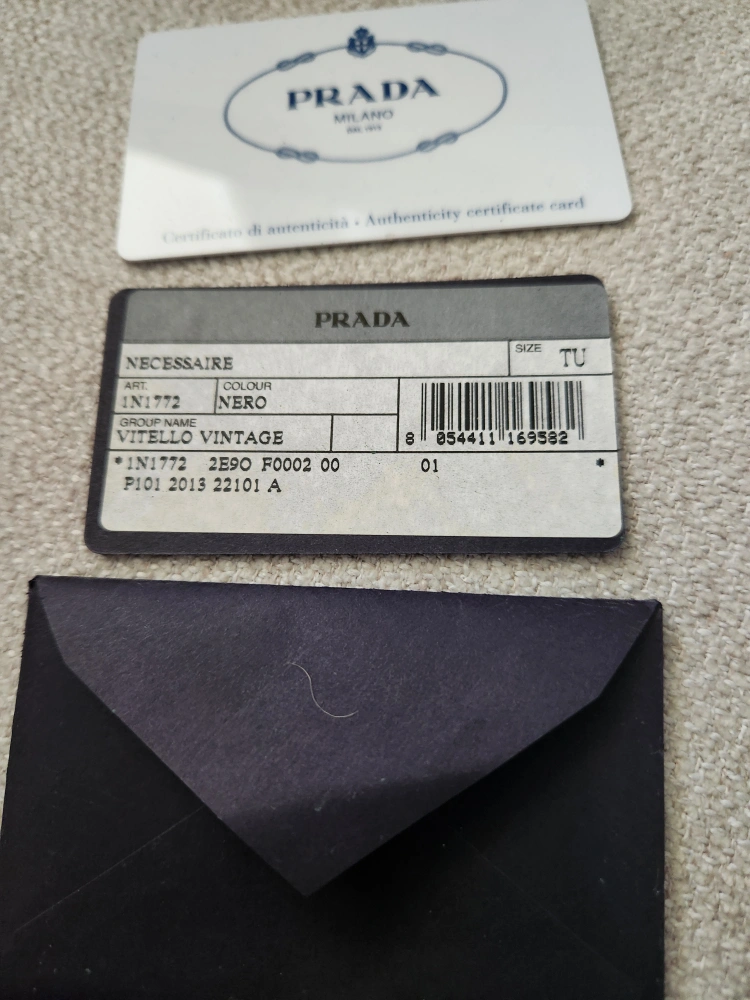 PRADA
MILANO
Certificato di autenticità • Authenticity certificate card
PRADA
NECESSAIRE
SIZE TU
ART. COLOUR
1N1772 NERO
GROUP NAME
VITELLO VINTAGE
8 054411 169582
*1N1772 2E9O F0002 00 01 *
P101 2013 22101 A